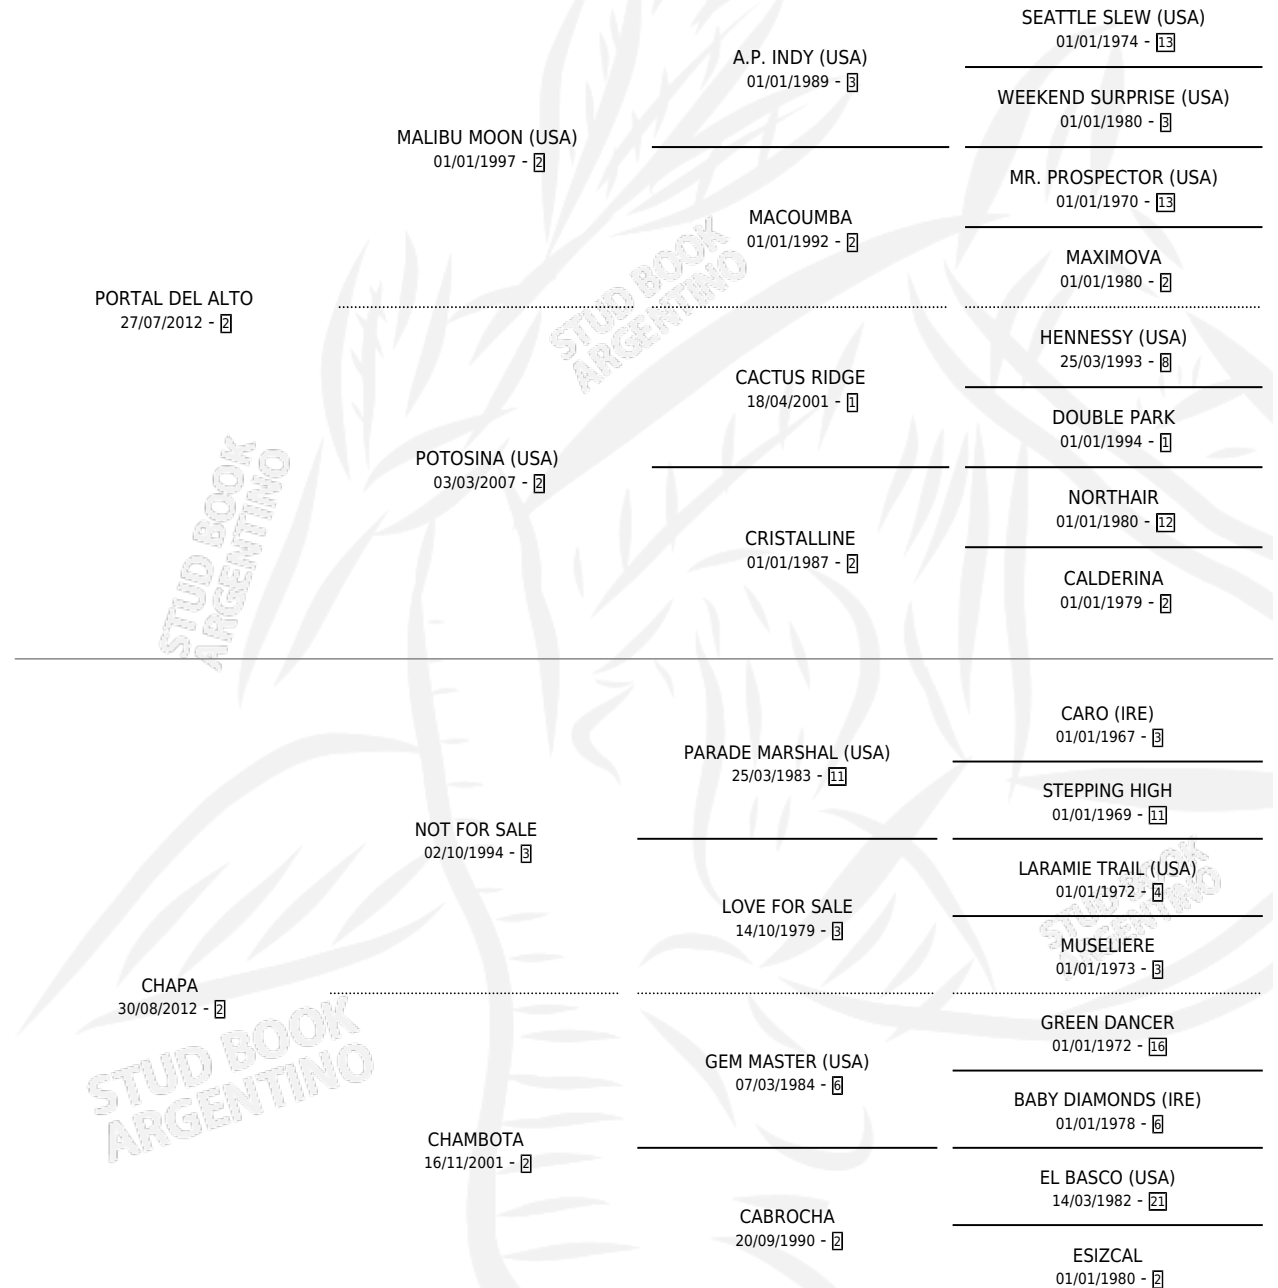 SEATTLE SLEW (USA)
01/01/1974 - 13
A.P. INDY (USA)
01/01/1989 - 3
WEEKEND SURPRISE (USA)
01/01/1980 - 3
MALIBU MOON (USA)
01/01/1997 - 2
MR. PROSPECTOR (USA)
01/01/1970 - 13
MACOUMBA
01/01/1992 - 2
MAXIMOVA
01/01/1980 - 2
PORTAL DEL ALTO
27/07/2012 - 2
HENNESSY (USA)
25/03/1993 - 8
CACTUS RIDGE
18/04/2001 - 1
DOUBLE PARK
01/01/1994 - 1
POTOSINA (USA)
03/03/2007 - 2
NORTHAIR
01/01/1980 - 12
CRISTALLINE
01/01/1987 - 2
CALDERINA
01/01/1979 - 2
STUD BOOK
ARGENTINO
STUD BOOK
ARGENTINO
CARO (IRE)
01/01/1967 - 3
PARADE MARSHAL (USA)
25/03/1983 - 11
STEPPING HIGH
01/01/1969 - 11
NOT FOR SALE
02/10/1994 - 3
LARAMIE TRAIL (USA)
01/01/1972 - 4
LOVE FOR SALE
14/10/1979 - 3
MUSELIERE
01/01/1973 - 3
CHAPA
30/08/2012 - 2
GREEN DANCER
01/01/1972 - 16
GEM MASTER (USA)
07/03/1984 - 6
BABY DIAMONDS (IRE)
01/01/1978 - 6
CHAMBOTA
16/11/2001 - 2
EL BASCO (USA)
14/03/1982 - 21
CABROCHA
20/09/1990 - 2
ESIZCAL
01/01/1980 - 2
STUD BOOK
ARGENTINO
STUD BOOK
ARGENTINO